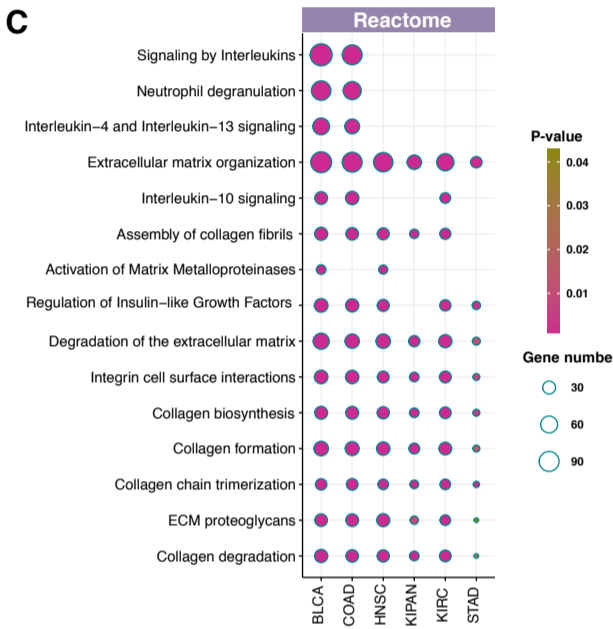 C
Reactome
Signaling by Interleukins
Neutrophil degranulation
Interleukin−4 and Interleukin−13 signaling
Extracellular matrix organization
Interleukin−10 signaling
Assembly of collagen fibrils
Activation of Matrix Metalloproteinases
Regulation of Insulin−like Growth Factors
Degradation of the extracellular matrix
Integrin cell surface interactions
Collagen biosynthesis
Collagen formation
Collagen chain trimerization
ECM proteoglycans
Collagen degradation
BLCA
COAD
HNSC
KIPAN
KIRC
STAD
P-value
0.04
0.03
0.02
0.01
Gene numbe
30
60
90